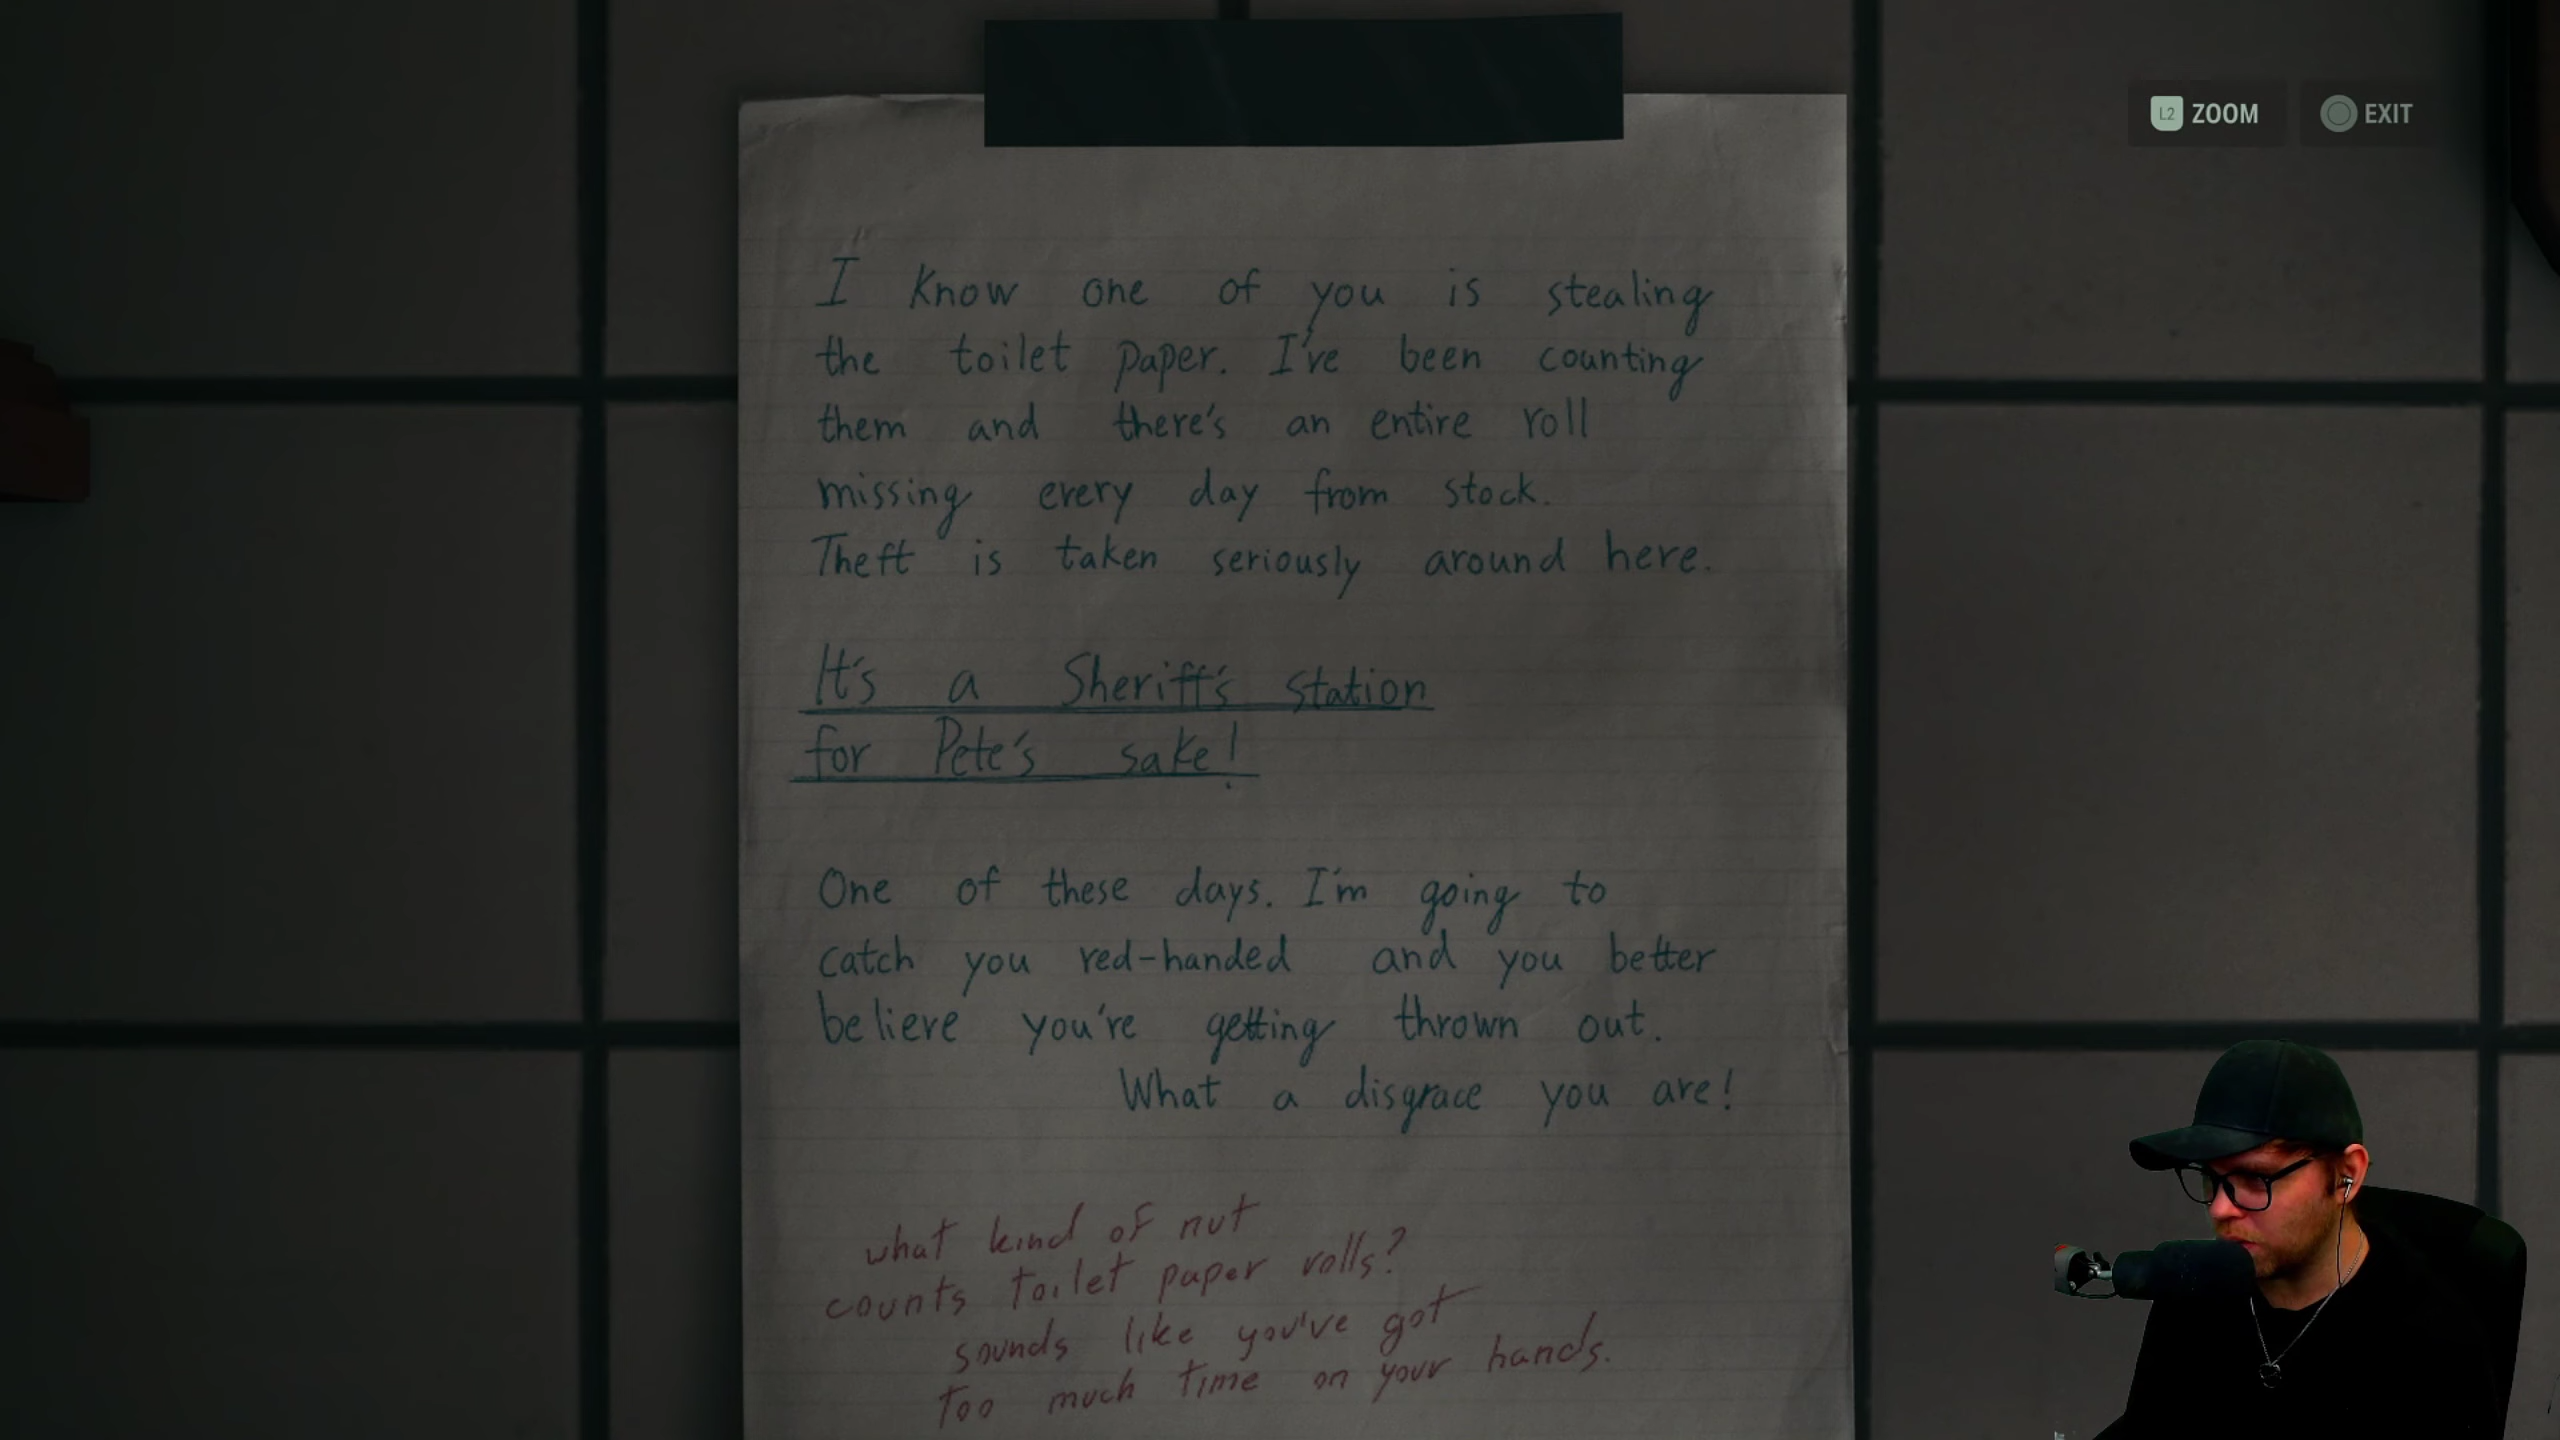 L2 ZOOM EXIT
I know one of you is stealing
the toilet paper. I've been counting
them and there's an entire roll
missing every day from stock.
Theft is taken seriously around here.
It's a Sheriff's station
for Pete's sake!
One of these days. I'm going to
catch you red-handed and you better
believe you're getting thrown out.
What a disgrace you are!
what kind of nut
counts toilet paper rolls?
sounds like you've got
too much time on your hands.